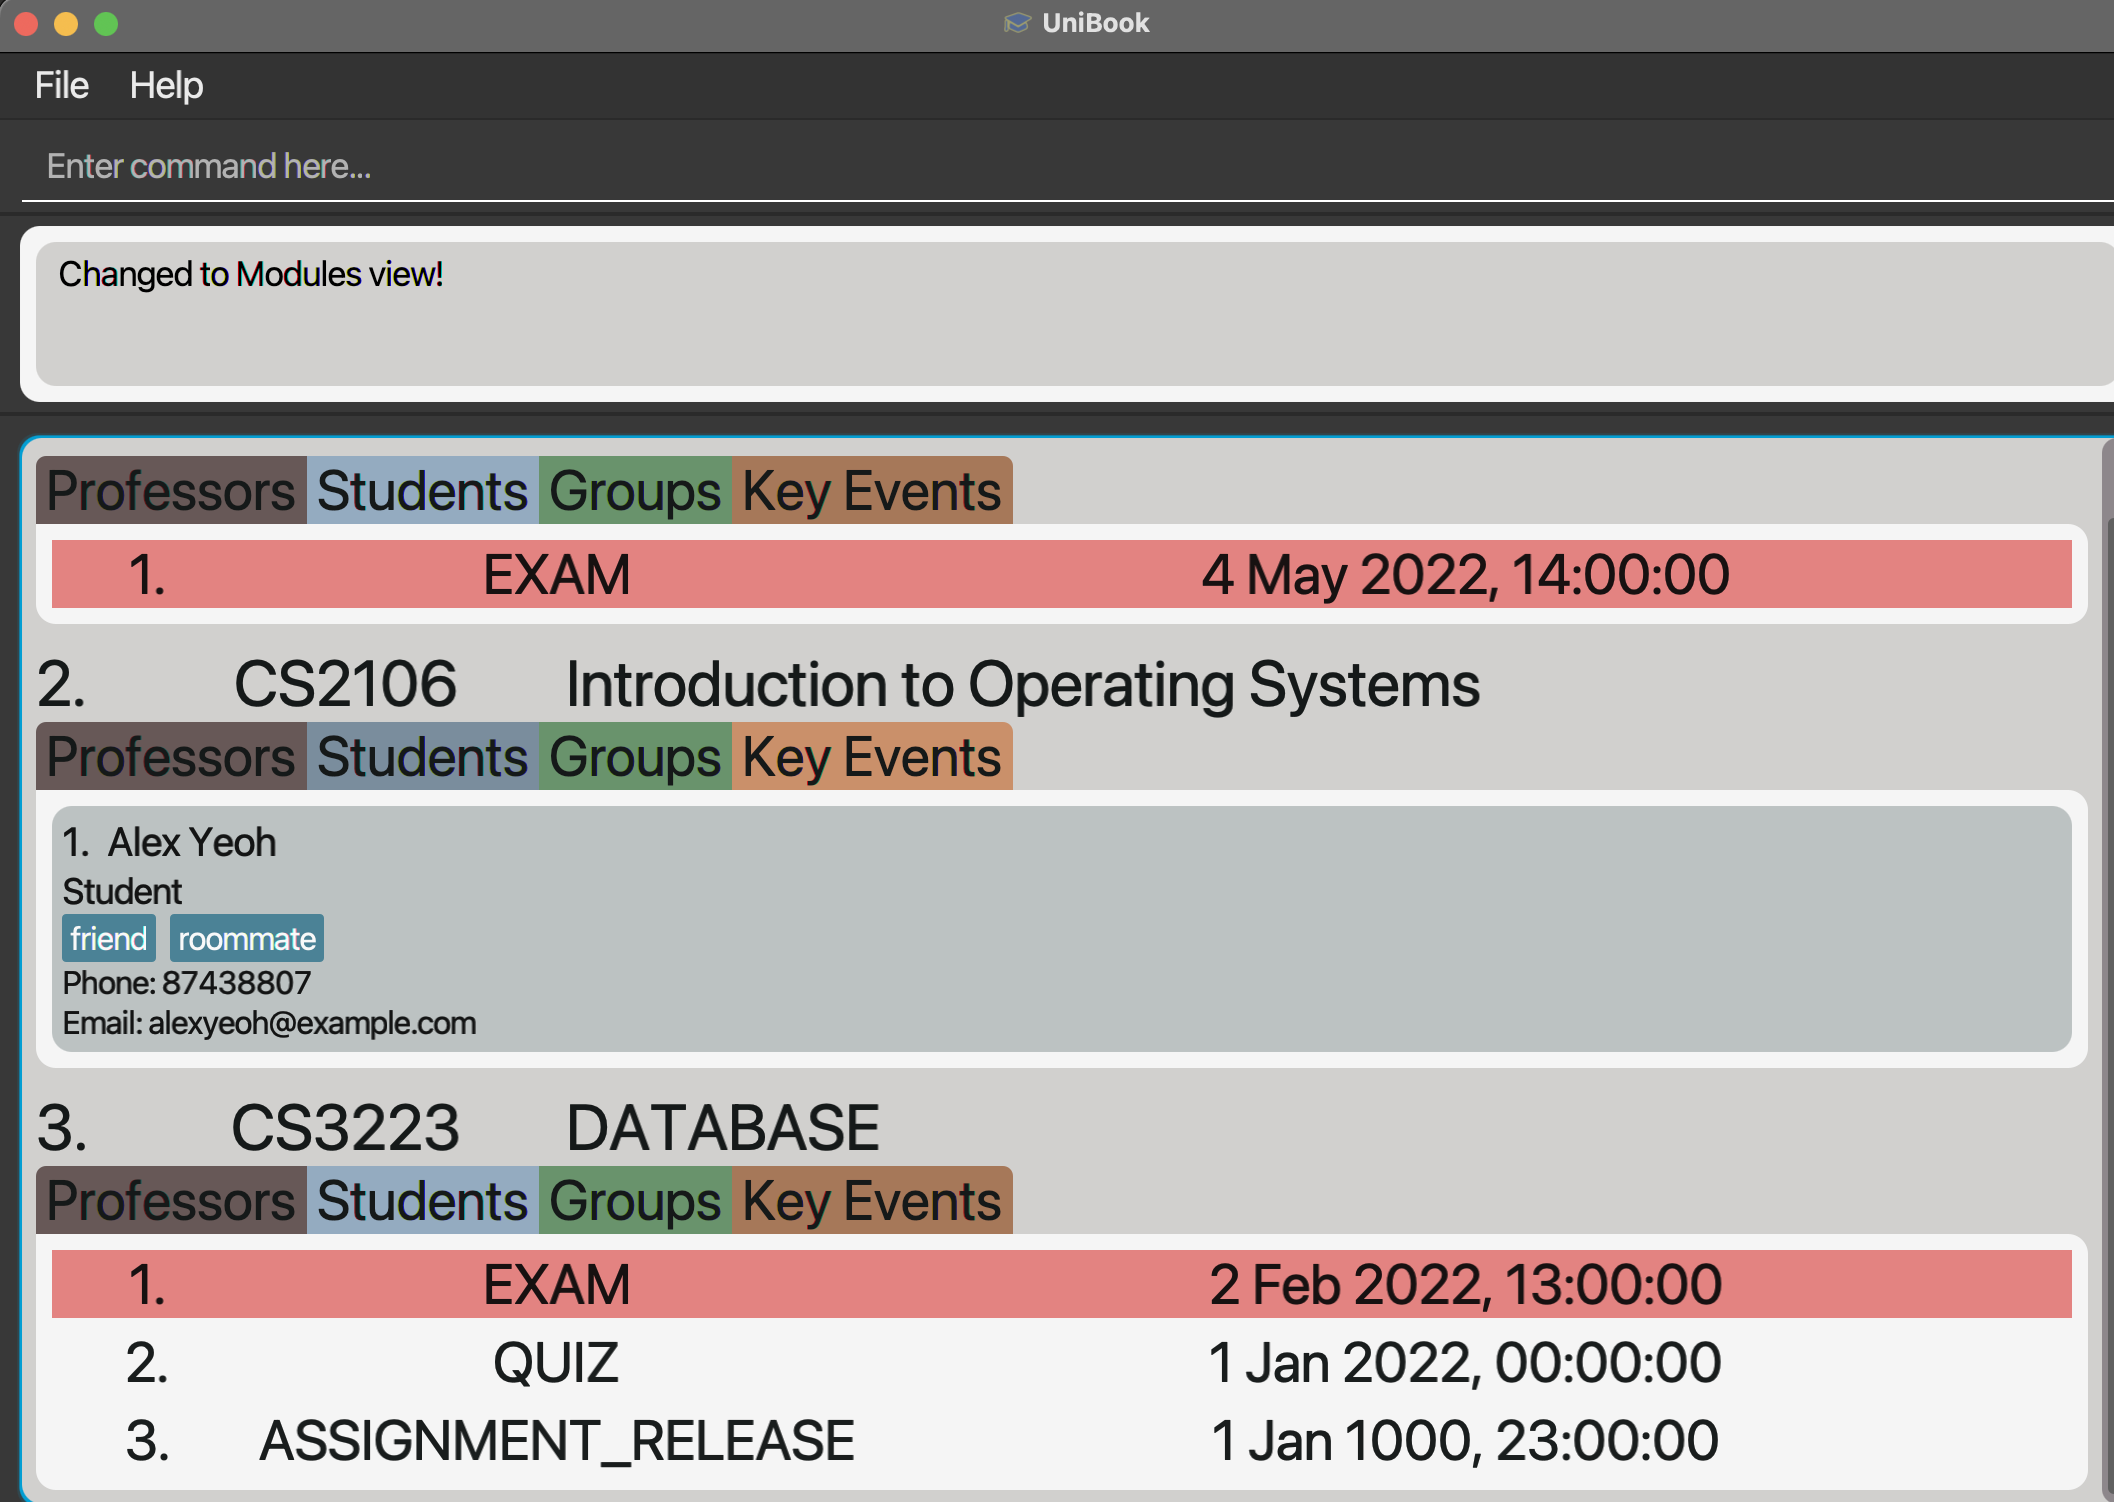 UniBook
File Help
Enter command here...
Changed to Modules view!
Professors Students Groups Key Events
1. EXAM 4 May 2022, 14:00:00
2. CS2106 Introduction to Operating Systems
Professors Students Groups Key Events
1. Alex Yeoh
Student
friend roommate
Phone: 87438807
Email: alexyeoh@example.com
3. CS3223 DATABASE
Professors Students Groups Key Events
1. EXAM 2 Feb 2022, 13:00:00
2. QUIZ 1 Jan 2022, 00:00:00
3. ASSIGNMENT_RELEASE 1 Jan 1000, 23:00:00